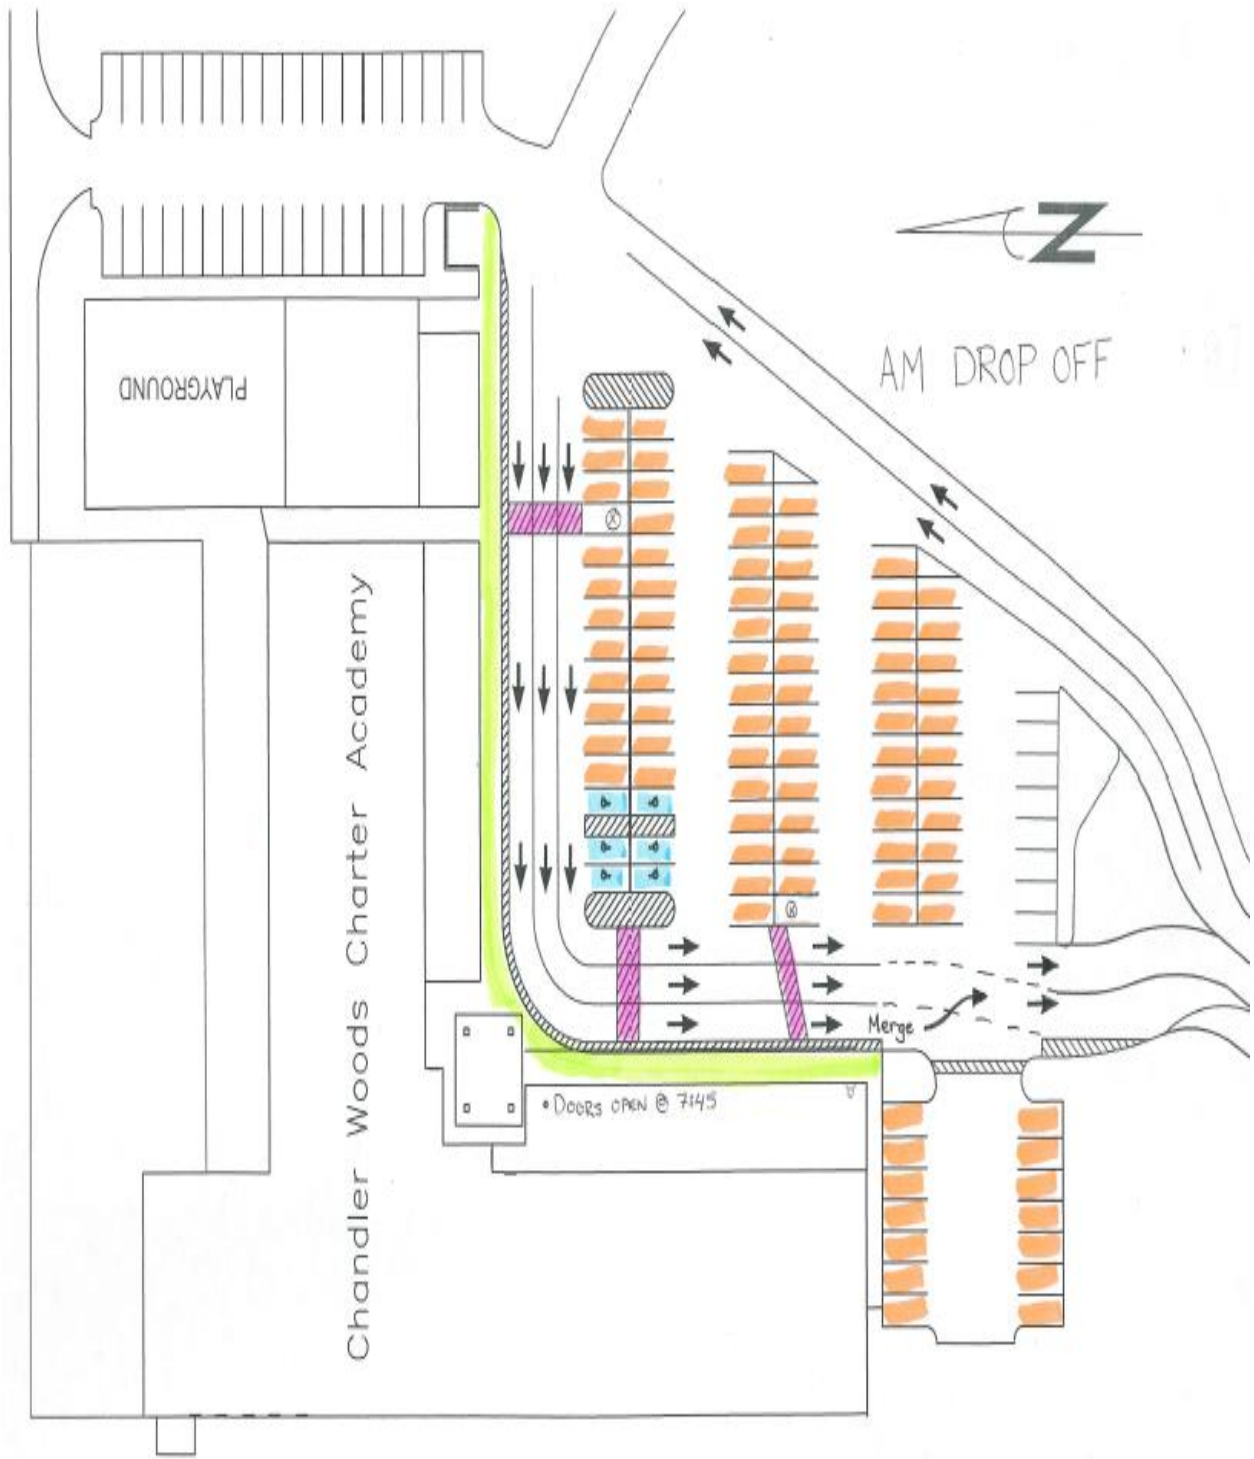 N
AM DROP OFF
PLAYGROUND
Chandler Woods Charter Academy
Merge
• DOORS OPEN @ 7:45